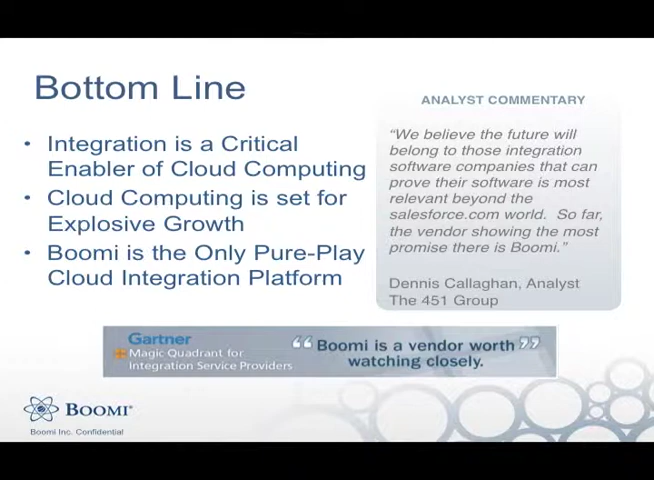 Bottom Line
• Integration is a Critical
Enabler of Cloud Computing
• Cloud Computing is set for
Explosive Growth
• Boomi is the Only Pure-Play
Cloud Integration Platform
ANALYST COMMENTARY
“We believe the future will
belong to those integration
software companies that can
prove their software is most
relevant beyond the
salesforce.com world.  So far,
the vendor showing the most
promise there is Boomi.”
Dennis Callaghan, Analyst
The 451 Group
Gartner
Magic Quadrant for
Integration Service Providers
“Boomi is a vendor worth”
watching closely.
BOOMI®
Boomi Inc. Confidential